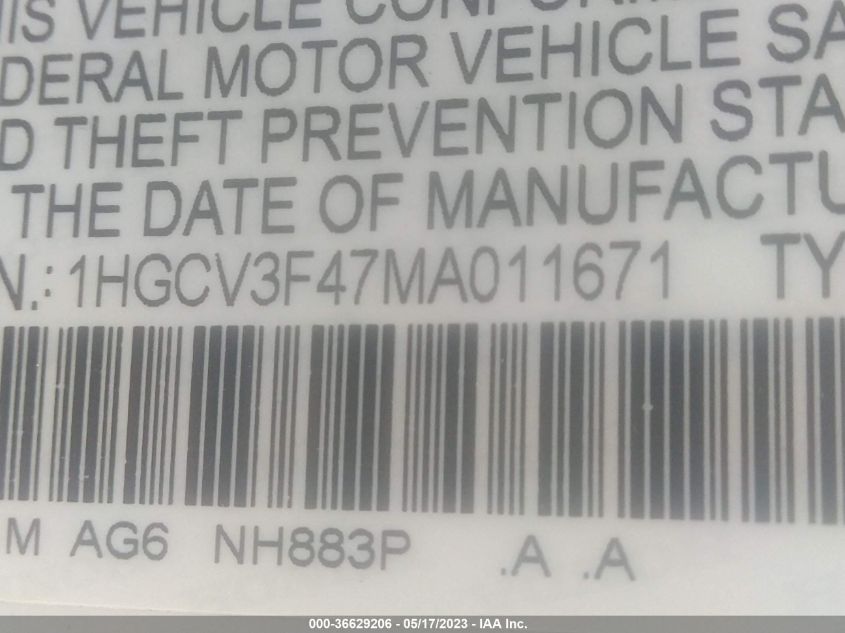 IS VEHICLE CONFORM
DERAL MOTOR VEHICLE SA
D THEFT PREVENTION STA
THE DATE OF MANUFACTU
N.: 1HGCV3F47MA011671 TY
M AG6 NH883P .A .A
000-36629206 - 05/17/2023 - IAA Inc.